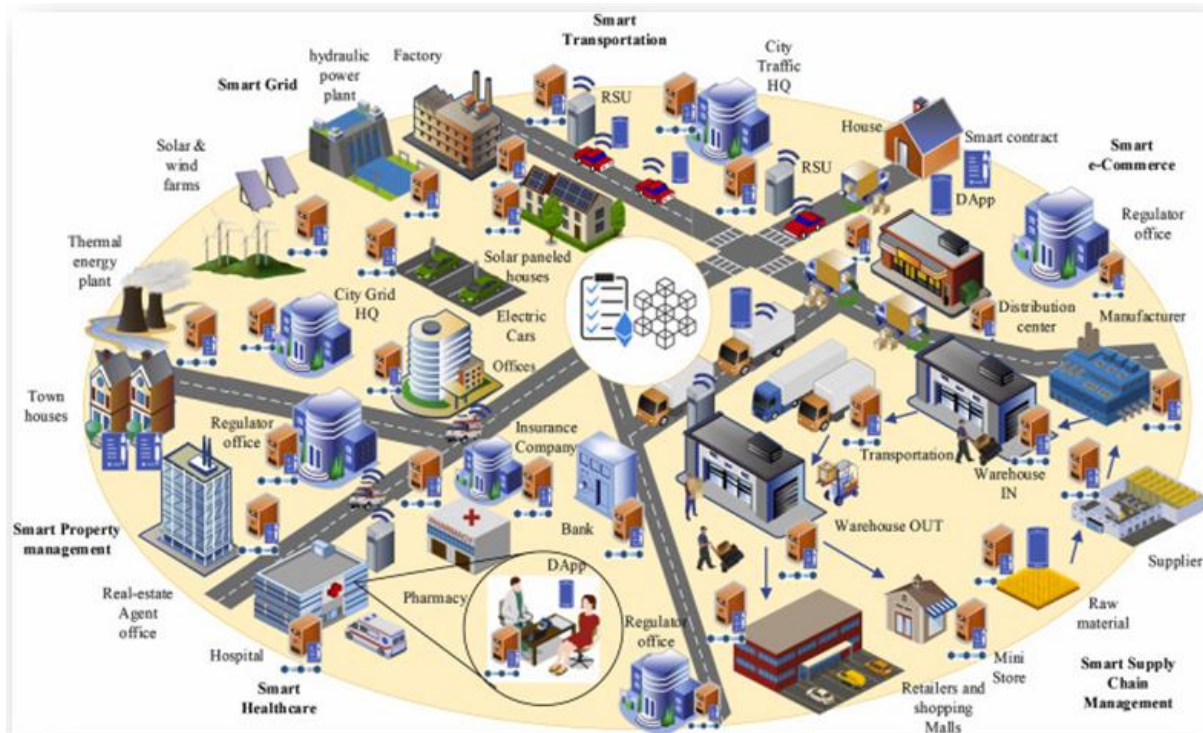 Smart
Transportation
hydraulic
power
plant
Factory
City
Traffic
HQ
Smart Grid
RSU
House
Smart contract
Smart
e-Commerce
Solar &
wind
farms
RSU
DApp
Regulator
office
Thermal
energy
plant
Solar paneled
houses
City Grid
HQ
Electric
Cars
Distribution
center
Manufacturer
Offices
Town
houses
Regulator
office
Insurance
Company
Transportation
Warehouse
IN
Smart Property
management
Bank
Warehouse OUT
Supplier
PHARMACY
Real-estate
Agent
office
Pharmacy
DApp
Raw
material
Regulator
office
Hospital
Mini
Store
Smart
Healthcare
Retailers and
shopping
Malls
Smart Supply
Chain
Management